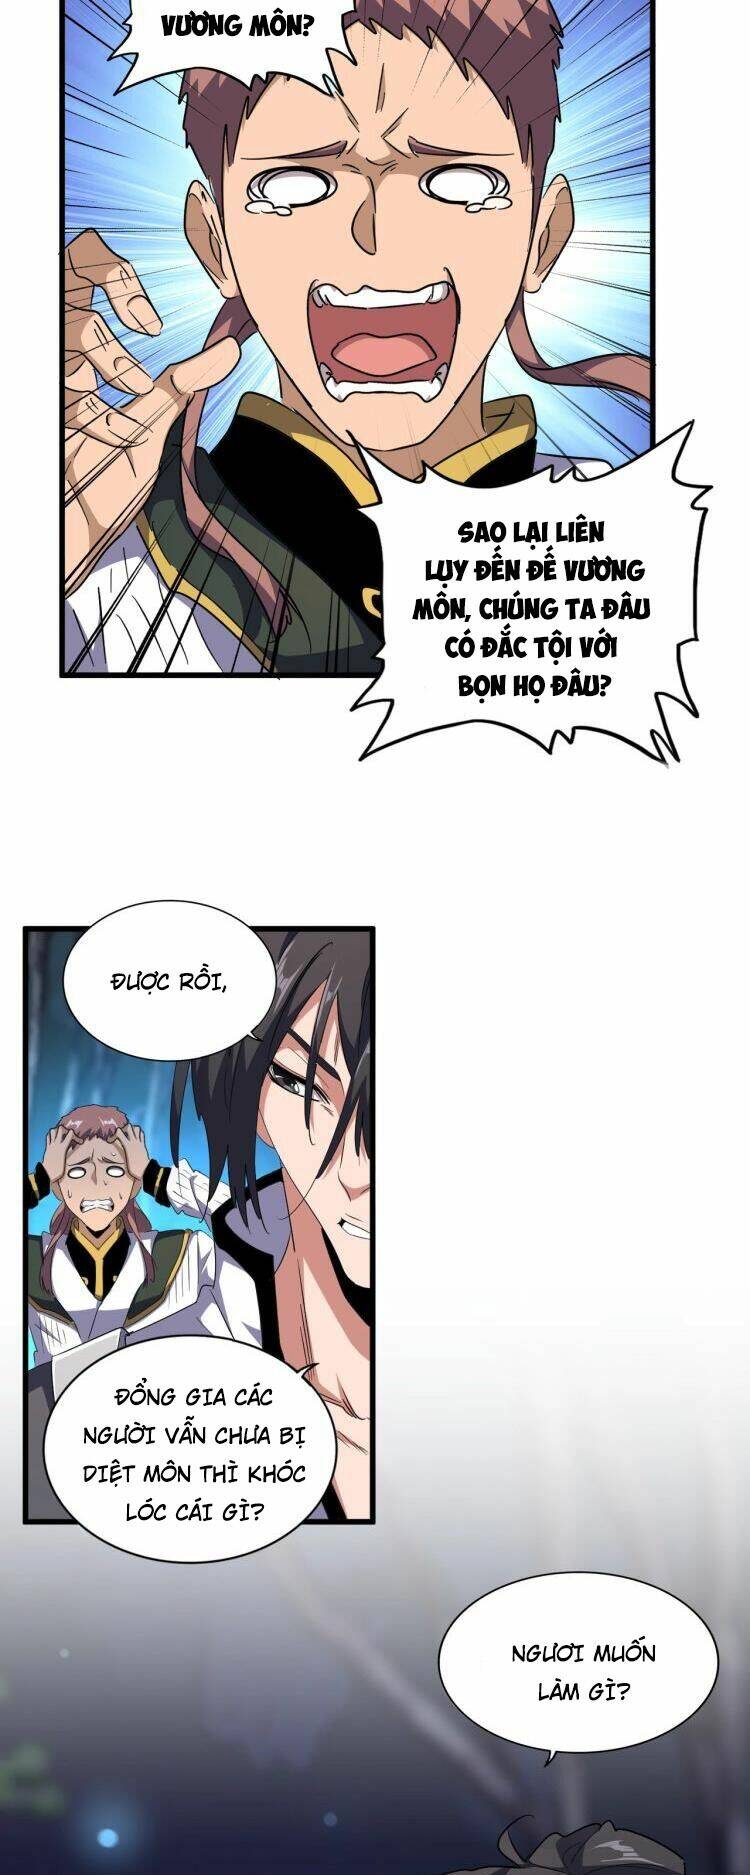 VƯƠNG MÔN?
SAO LẠI LIÊN
LỤY ĐẾN ĐẾ VƯƠNG
MÔN, CHÚNG TA ĐÂU
CÓ ĐẮC TỘI VỚI
BỌN HỌ ĐÂU?
ĐƯỢC RỒI,
ĐỔNG GIA CÁC
NGƯỜI VẪN CHƯA BỊ
DIỆT MÔN THÌ KHÓC
LÓC CÁI GÌ?
NGƯƠI MUỐN
LÀM GÌ?